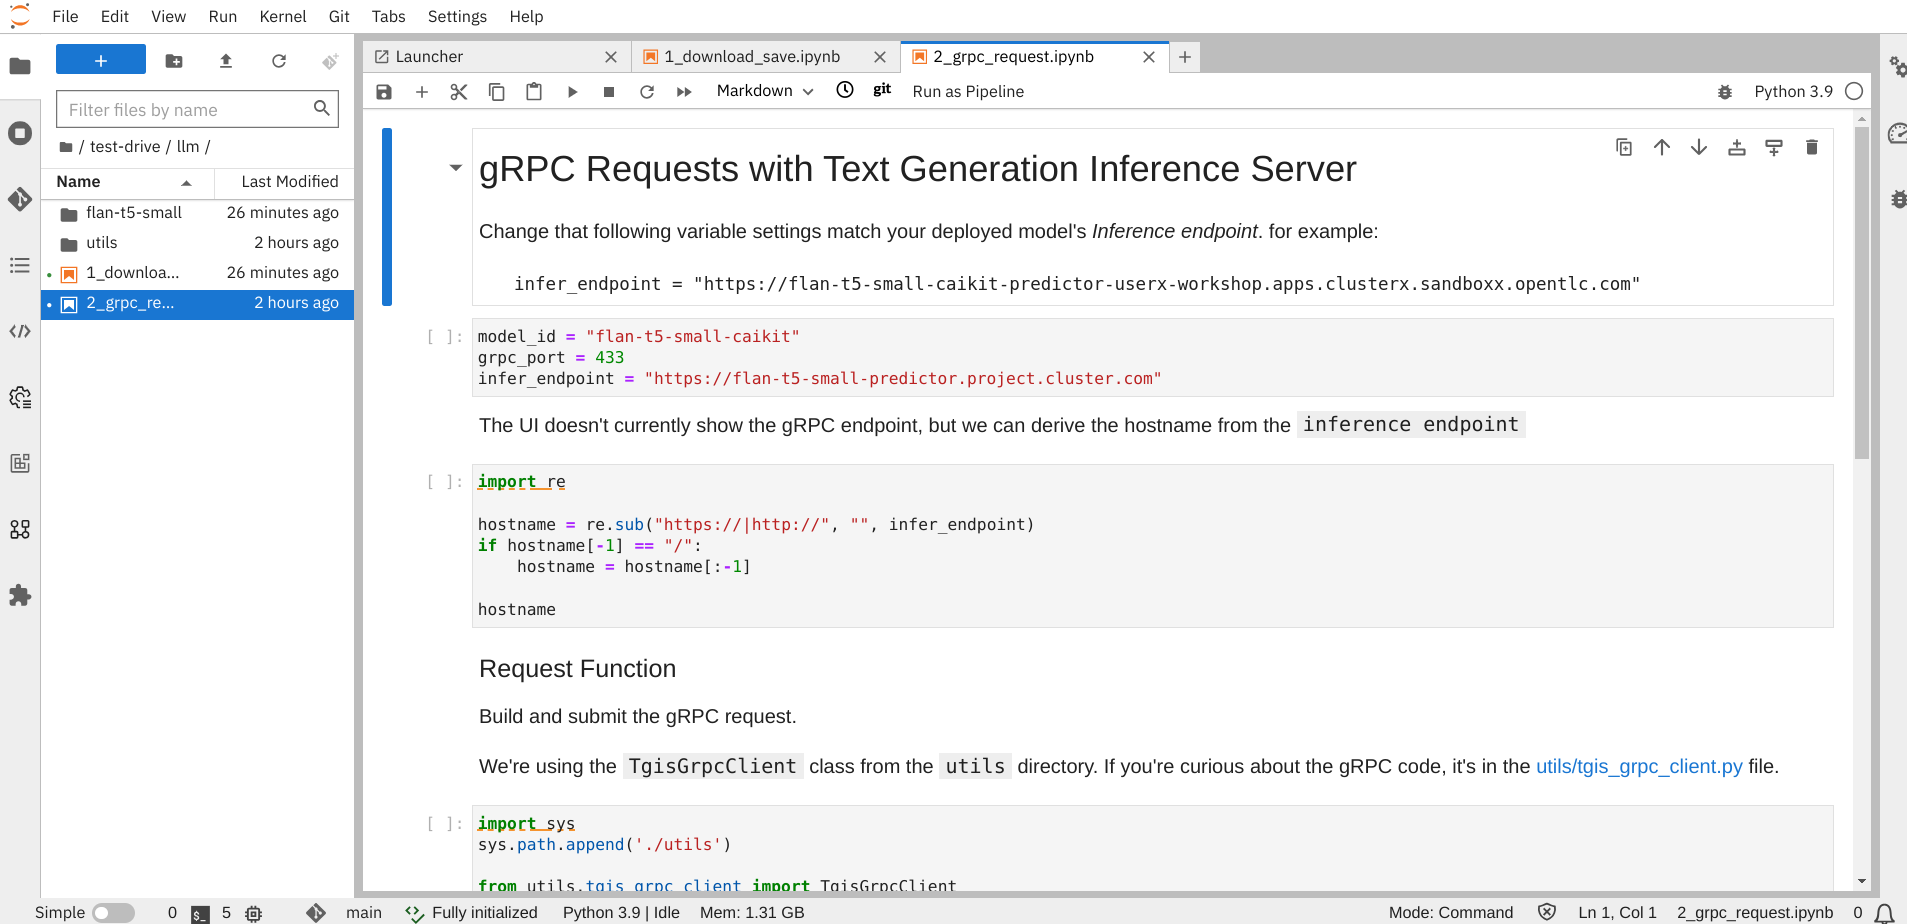 File Edit View Run Kernel Git Tabs Settings Help
+
Filter files by name
/ test-drive / llm /
Name Last Modified
flan-t5-small 26 minutes ago
utils 2 hours ago
1_downloa... 26 minutes ago
2_grpc_re... 2 hours ago
Launcher 1_download_save.ipynb 2_grpc_request.ipynb
Markdown git Run as Pipeline Python 3.9
gRPC Requests with Text Generation Inference Server
Change that following variable settings match your deployed model's Inference endpoint. for example:
infer_endpoint = "https://flan-t5-small-caikit-predictor-userx-workshop.apps.clusterx.sandboxx.opentlc.com"
[ ]: model_id = "flan-t5-small-caikit"
grpc_port = 433
infer_endpoint = "https://flan-t5-small-predictor.project.cluster.com"
The UI doesn't currently show the gRPC endpoint, but we can derive the hostname from the inference endpoint
[ ]: import re
hostname = re.sub("https://|http://", "", infer_endpoint)
if hostname[-1] == "/":
    hostname = hostname[:-1]
hostname
Request Function
Build and submit the gRPC request.
We're using the TgisGrpcClient class from the utils directory. If you're curious about the gRPC code, it's in the utils/tgis_grpc_client.py file.
[ ]: import sys
sys.path.append('./utils')
from utils.tgis_grpc_client import TgisGrpcClient
Simple 0 $_ 5 main Fully initialized Python 3.9 | Idle Mem: 1.31 GB Mode: Command Ln 1, Col 1 2_grpc_request.ipynb 0